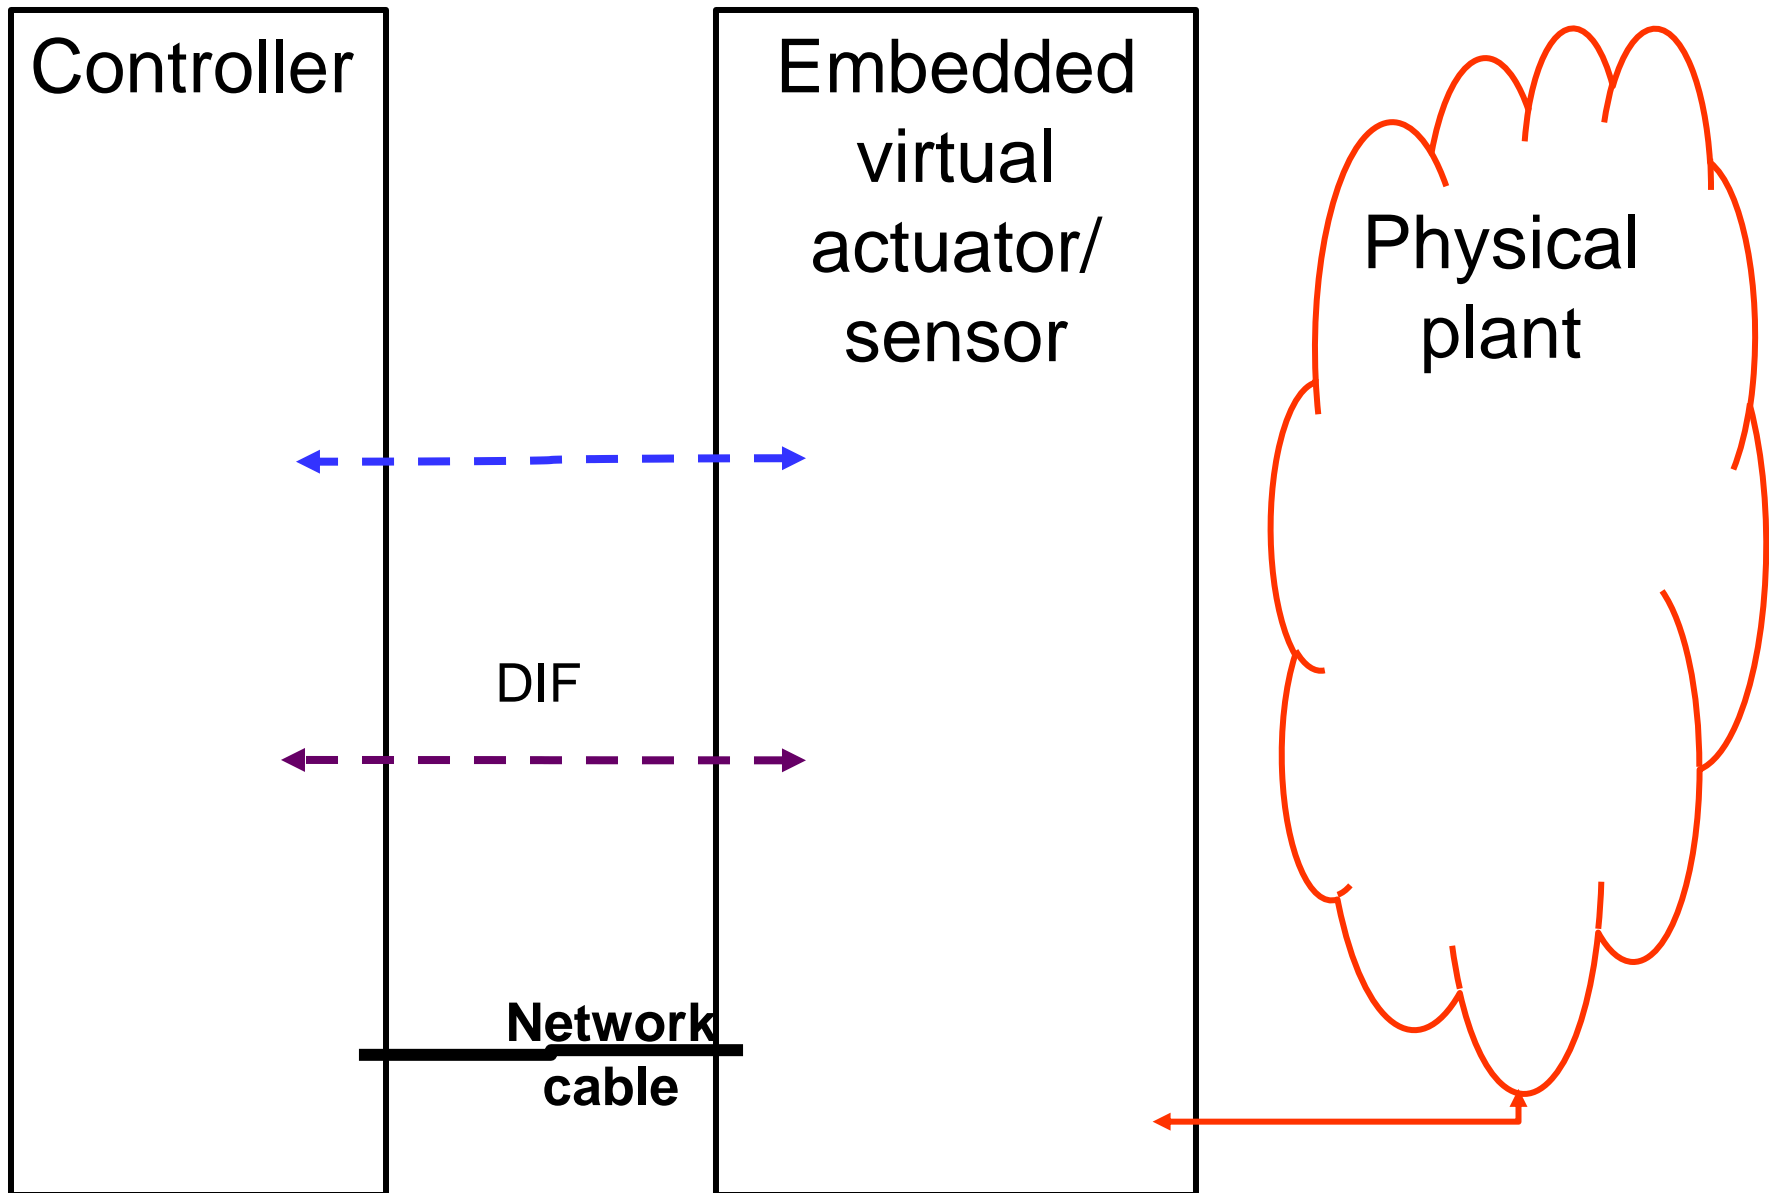 Controller
Embedded
virtual
actuator/
sensor
Physical
plant
DIF
Network
cable